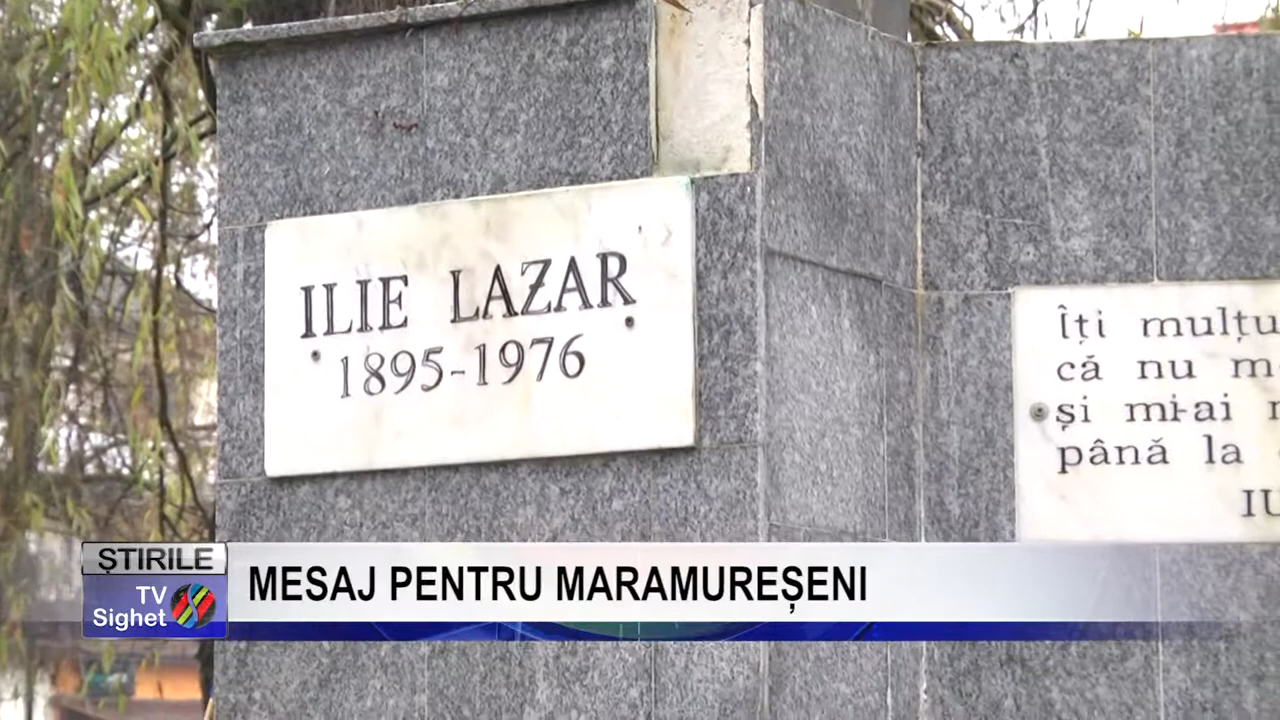 ILIE LAZAR
1895-1976
Îți mulțu
că nu m
și mi-ai
până la
IU
ȘTIRILE
TV
Sighet
MESAJ PENTRU MARAMUREȘENI